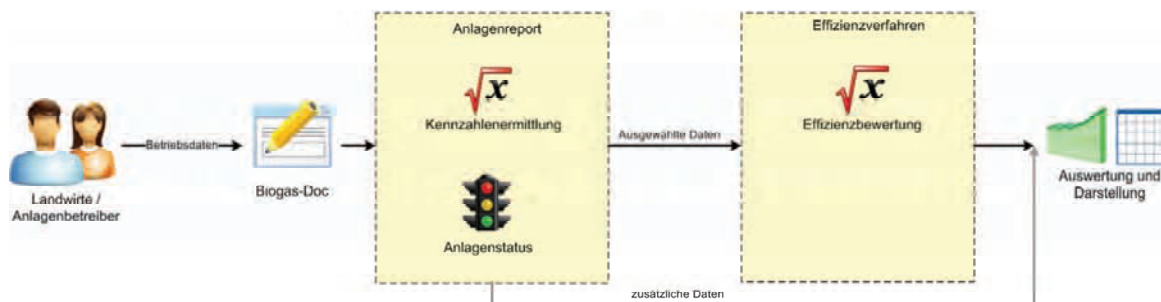 Anlagenreport
Effizienzverfahren
x
x
Kennzahlenermittlung
Ausgewählte Daten
Effizienzbewertung
Betriebsdaten
Landwirte /
Anlagenbetreiber
Biogas-Doc
Auswertung und
Darstellung
Anlagenstatus
zusätzliche Daten